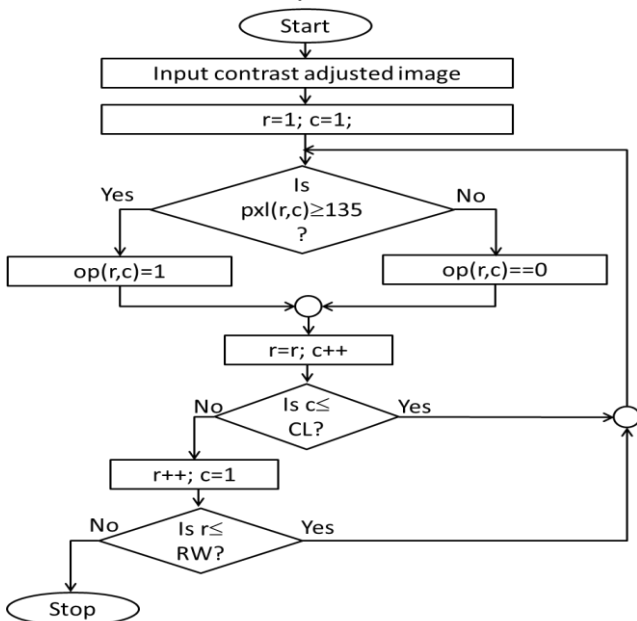 Start
Input contrast adjusted image
r=1; c=1;
Is
pxl(r,c)≥135
?
Yes
No
op(r,c)=1
op(r,c)==0
r=r; c++
Is c≤
CL?
No
Yes
r++; c=1
Is r≤
RW?
No
Yes
Stop